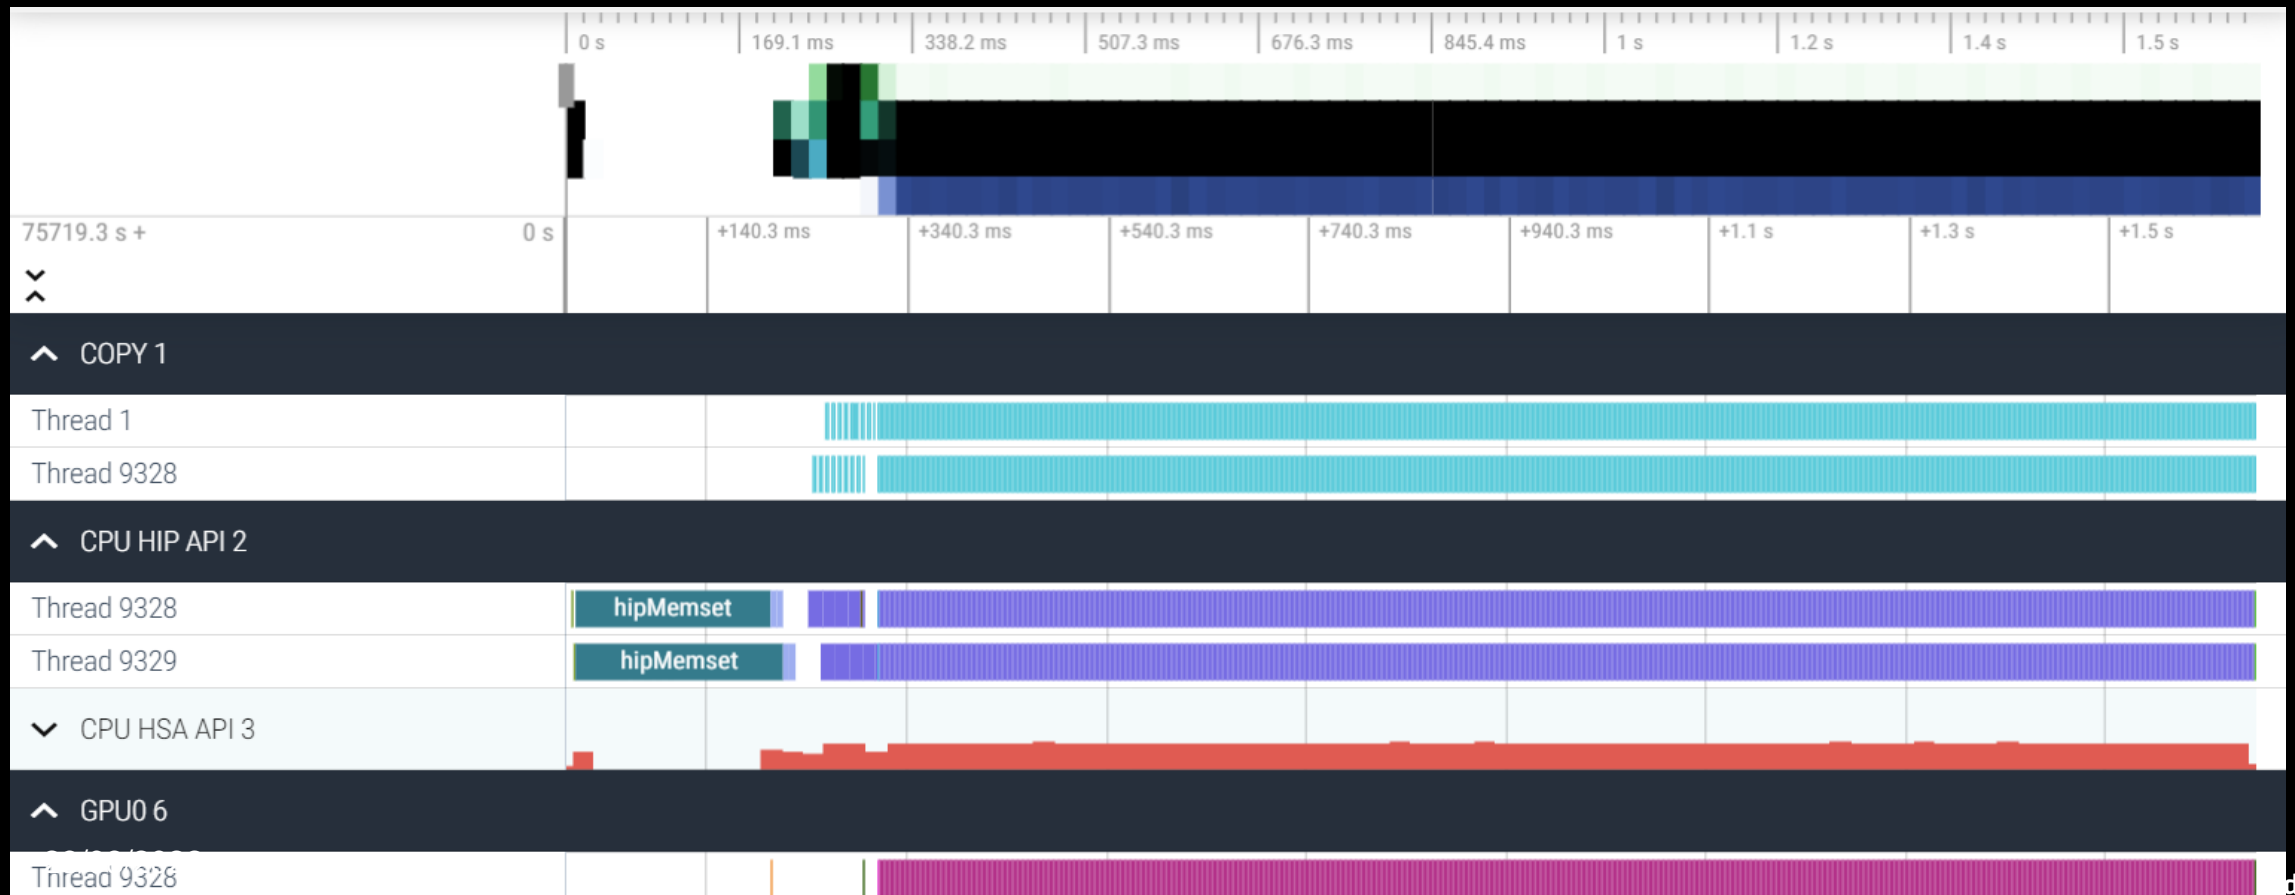 0 s 169.1 ms 338.2 ms 507.3 ms 676.3 ms 845.4 ms 1 s 1.2 s 1.4 s 1.5 s
75719.3 s + 0 s +140.3 ms +340.3 ms +540.3 ms +740.3 ms +940.3 ms +1.1 s +1.3 s +1.5 s
COPY 1
Thread 1
Thread 9328
CPU HIP API 2
Thread 9328 hipMemset
Thread 9329 hipMemset
CPU HSA API 3
GPU0 6
Thread 9328